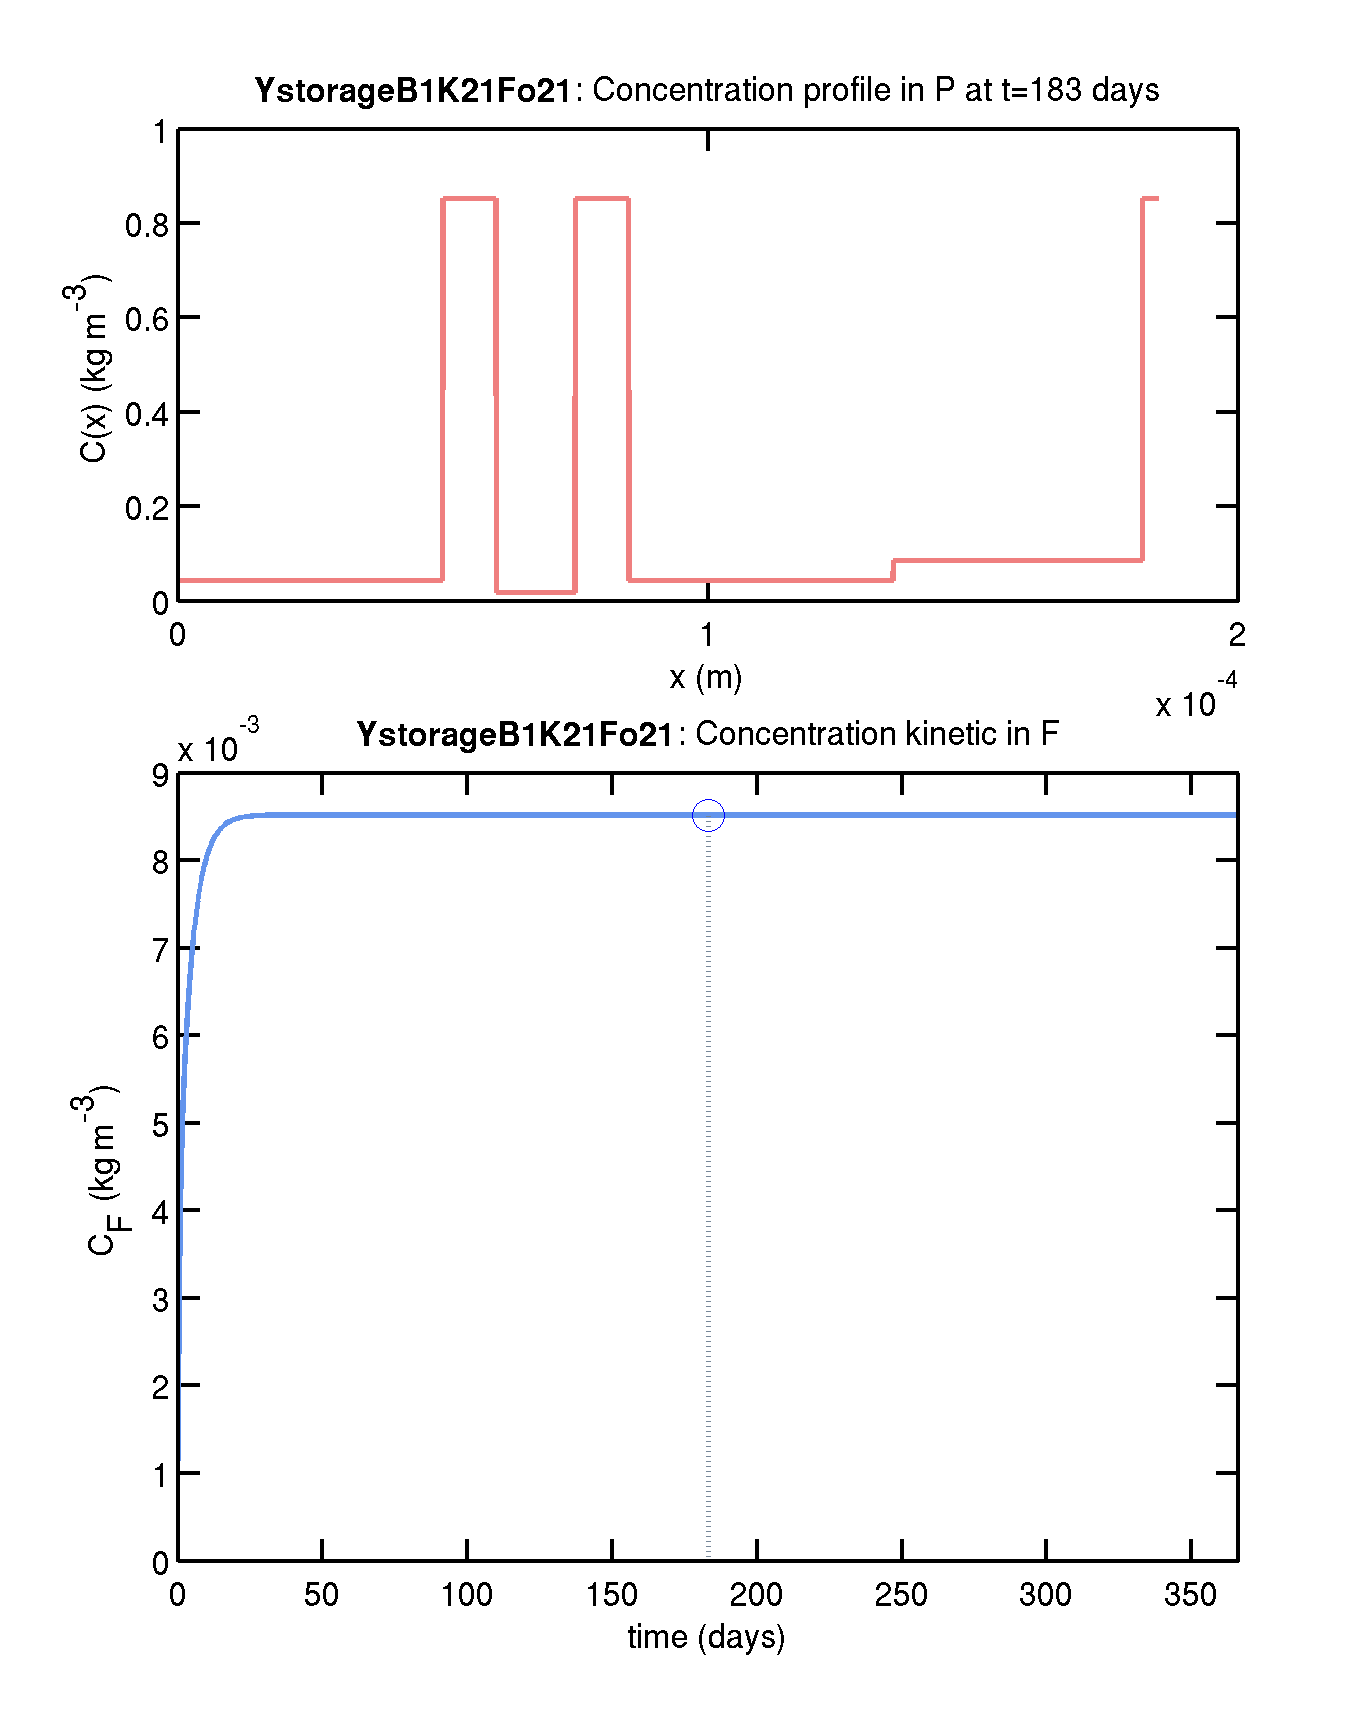 YstorageB1K21Fo21: Concentration profile in P at t=183 days
1
0.8
0.6
0.4
0.2
0
C(x) (kg m-3)
0 1 2
x (m)
x 10-4
x 10-3
YstorageB1K21Fo21: Concentration kinetic in F
9
8
7
6
5
4
3
2
1
0
CF (kg m-3)
0 50 100 150 200 250 300 350
time (days)